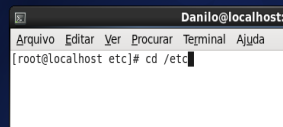 Danilo@localhost:
Arquivo Editar Ver Procurar Terminal Ajuda
[root@localhost etc]# cd /etc